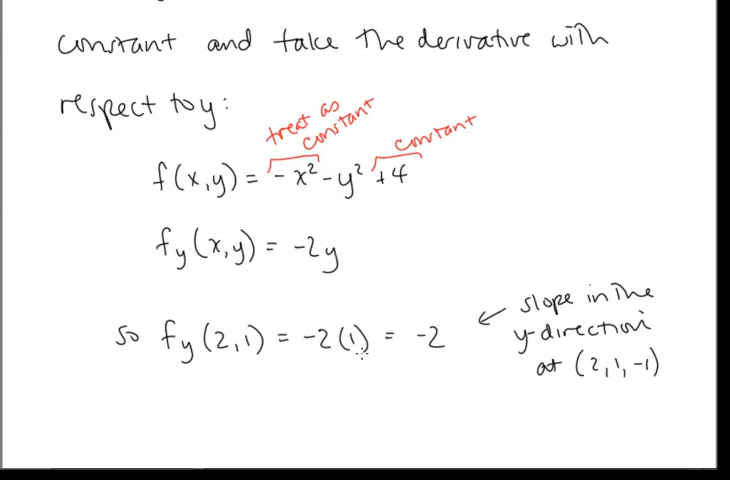 constant and take the derivative with
respect to y:
treat as
constant
constant
f(x,y) = -x² - y² + 4
f_y(x,y) = -2y
so f_y(2,1) = -2(1) = -2
← slope in the
y-direction
at (2,1,-1)